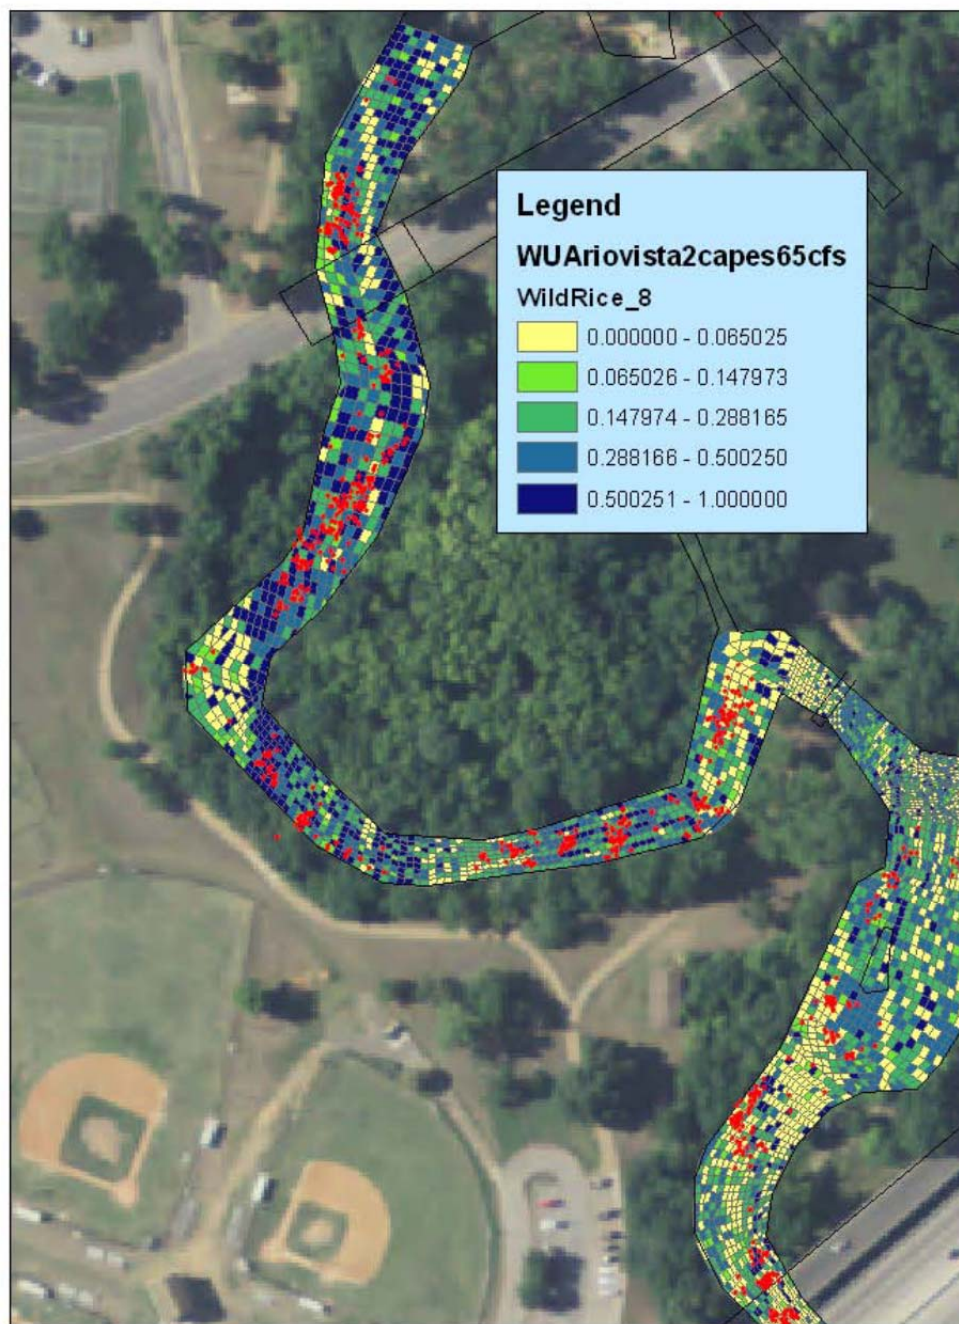 Legend
WUAriovista2capes65cfs
WildRice_8
0.000000 - 0.065025
0.065026 - 0.147973
0.147974 - 0.288165
0.288166 - 0.500250
0.500251 - 1.000000